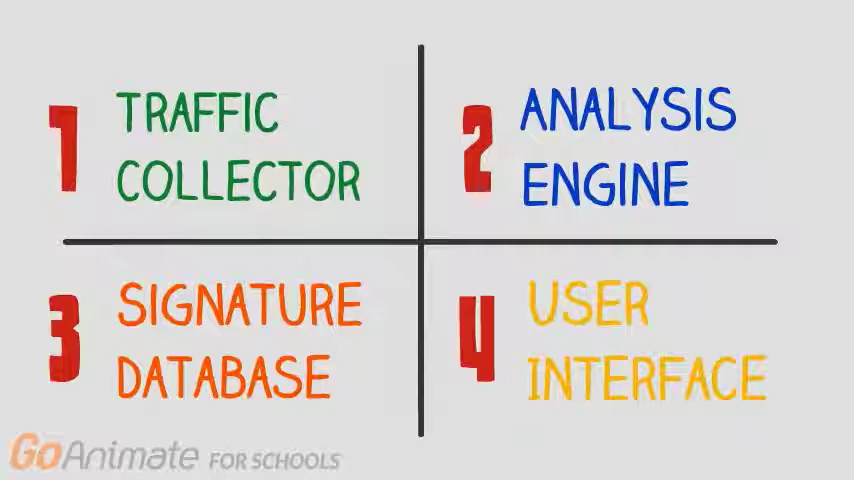 1 TRAFFIC
COLLECTOR
2 ANALYSIS
ENGINE
3 SIGNATURE
DATABASE
4 USER
INTERFACE
GoAnimate FOR SCHOOLS